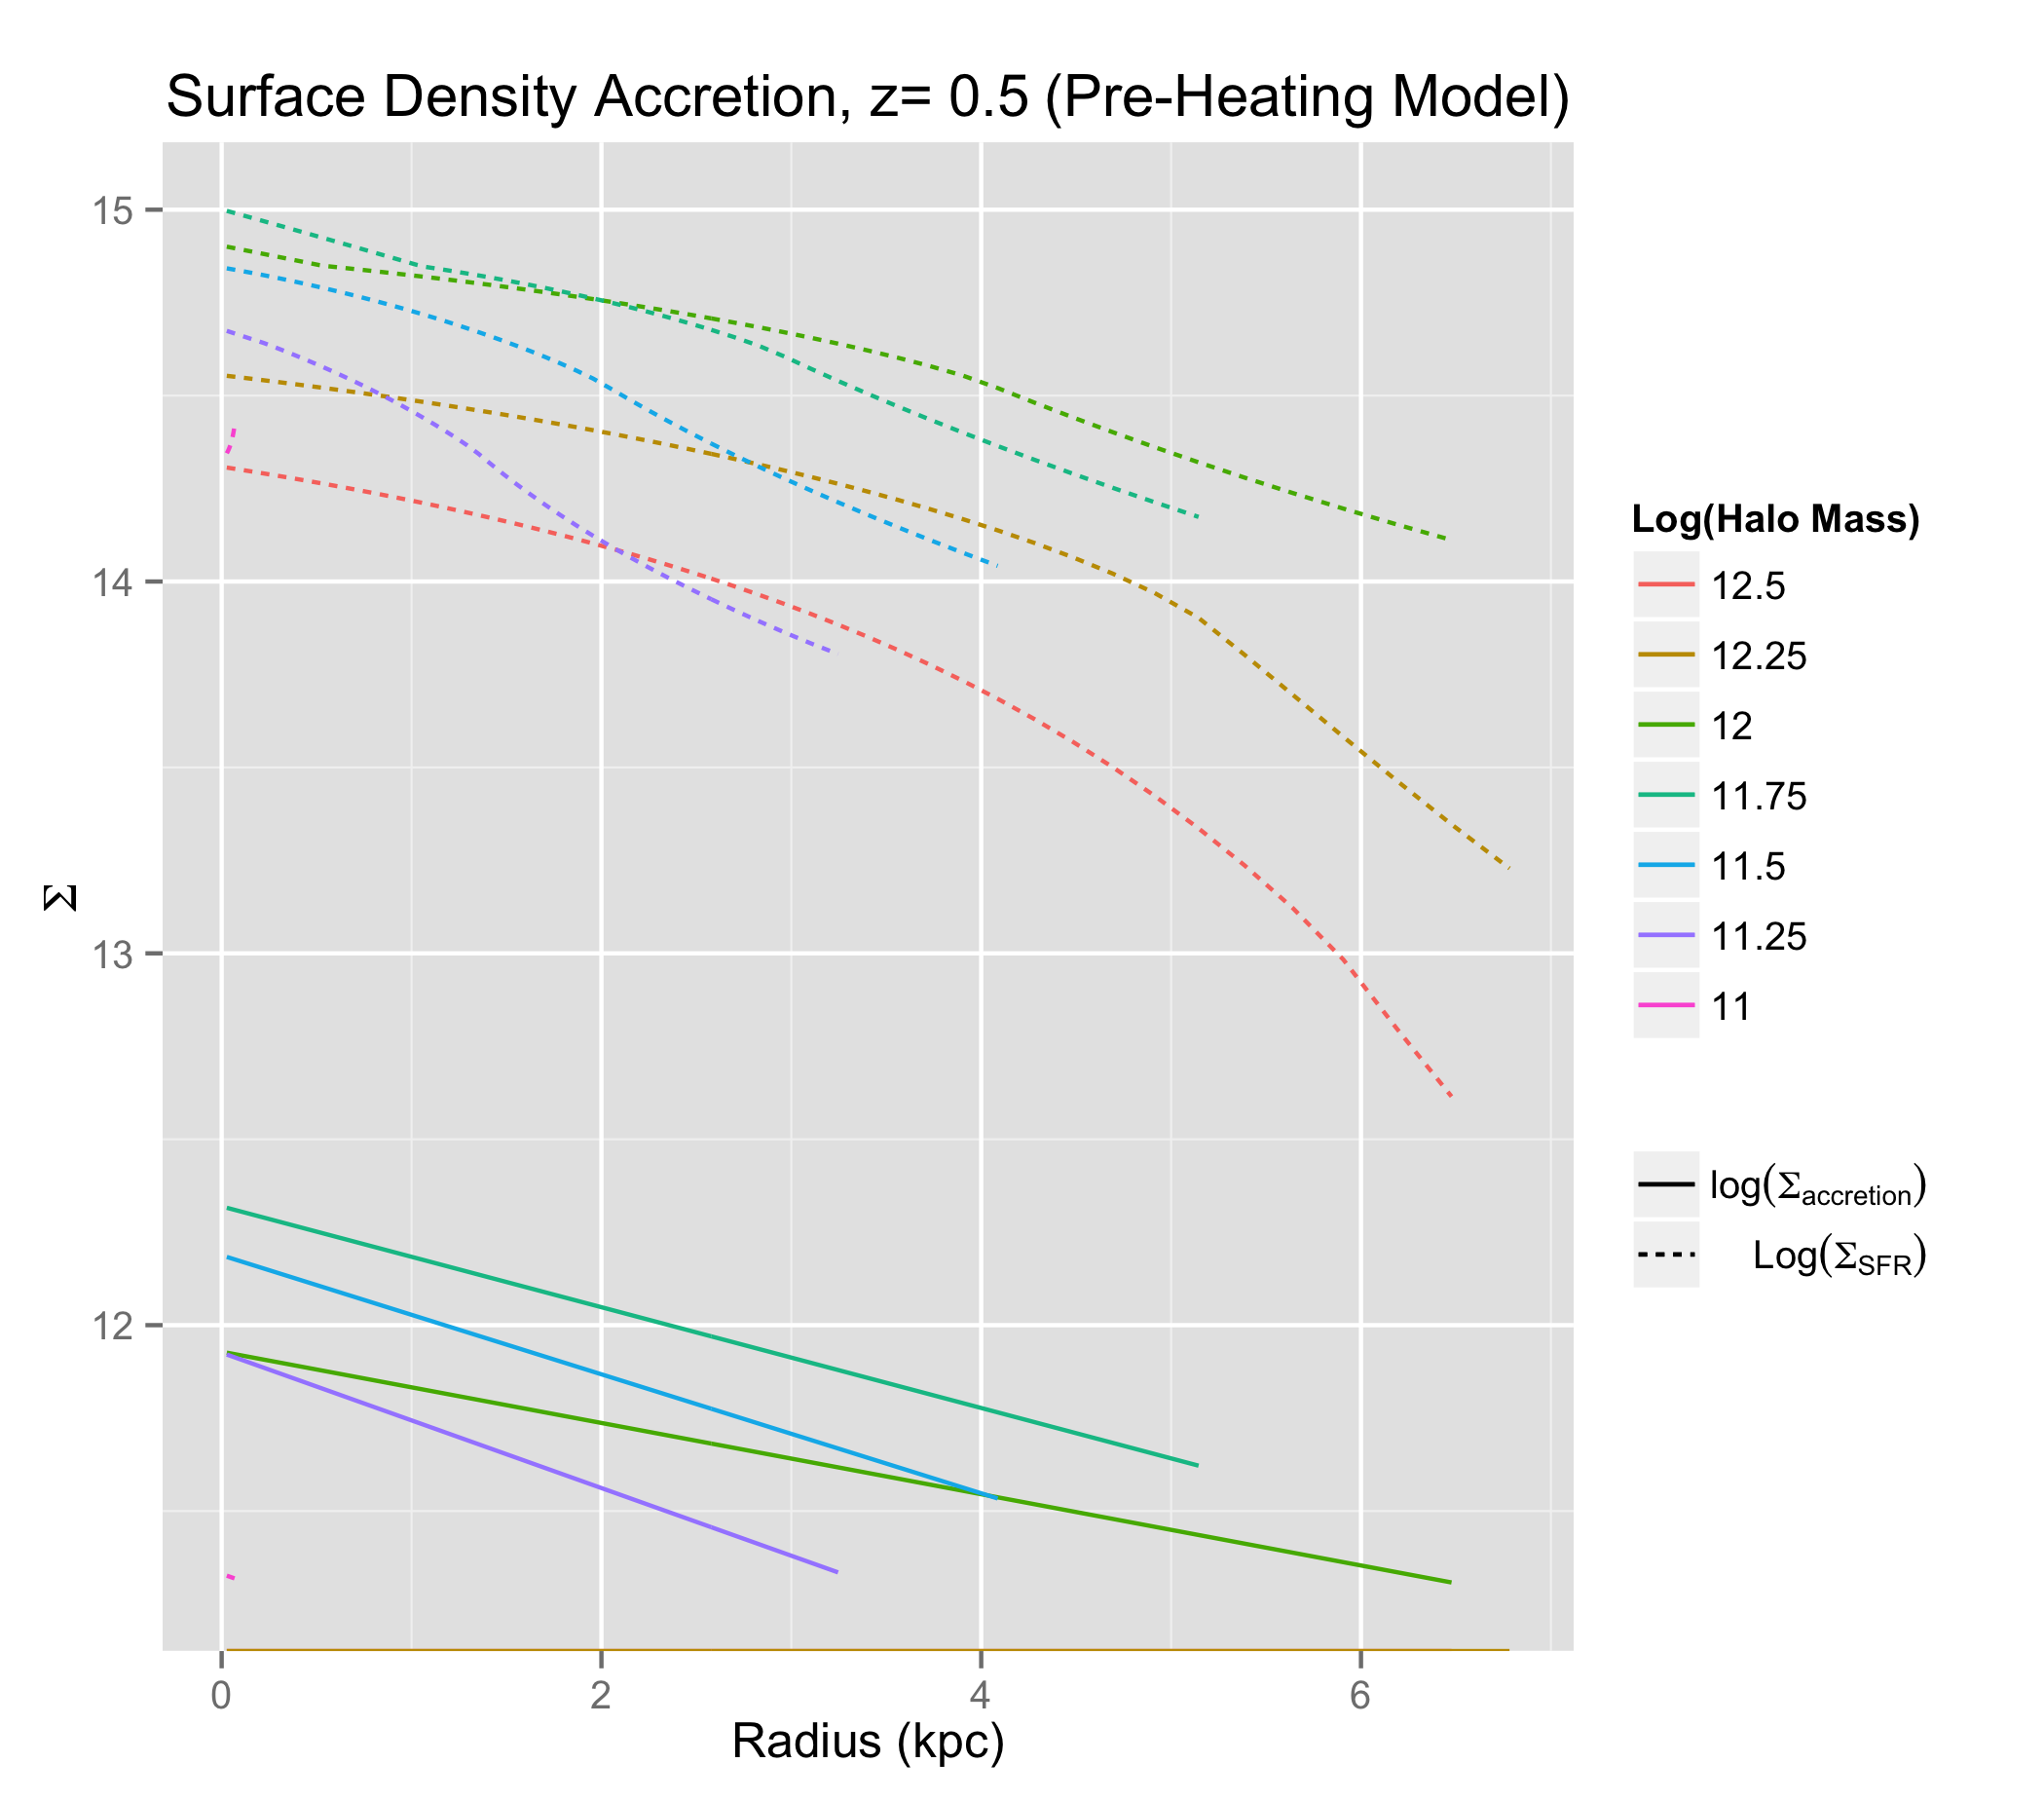 Surface Density Accretion, z= 0.5 (Pre-Heating Model)
15
14
13
12
Σ
0 2 4 6
Radius (kpc)
Log(Halo Mass)
12.5
12.25
12
11.75
11.5
11.25
11
log(Σaccretion)
Log(ΣSFR)